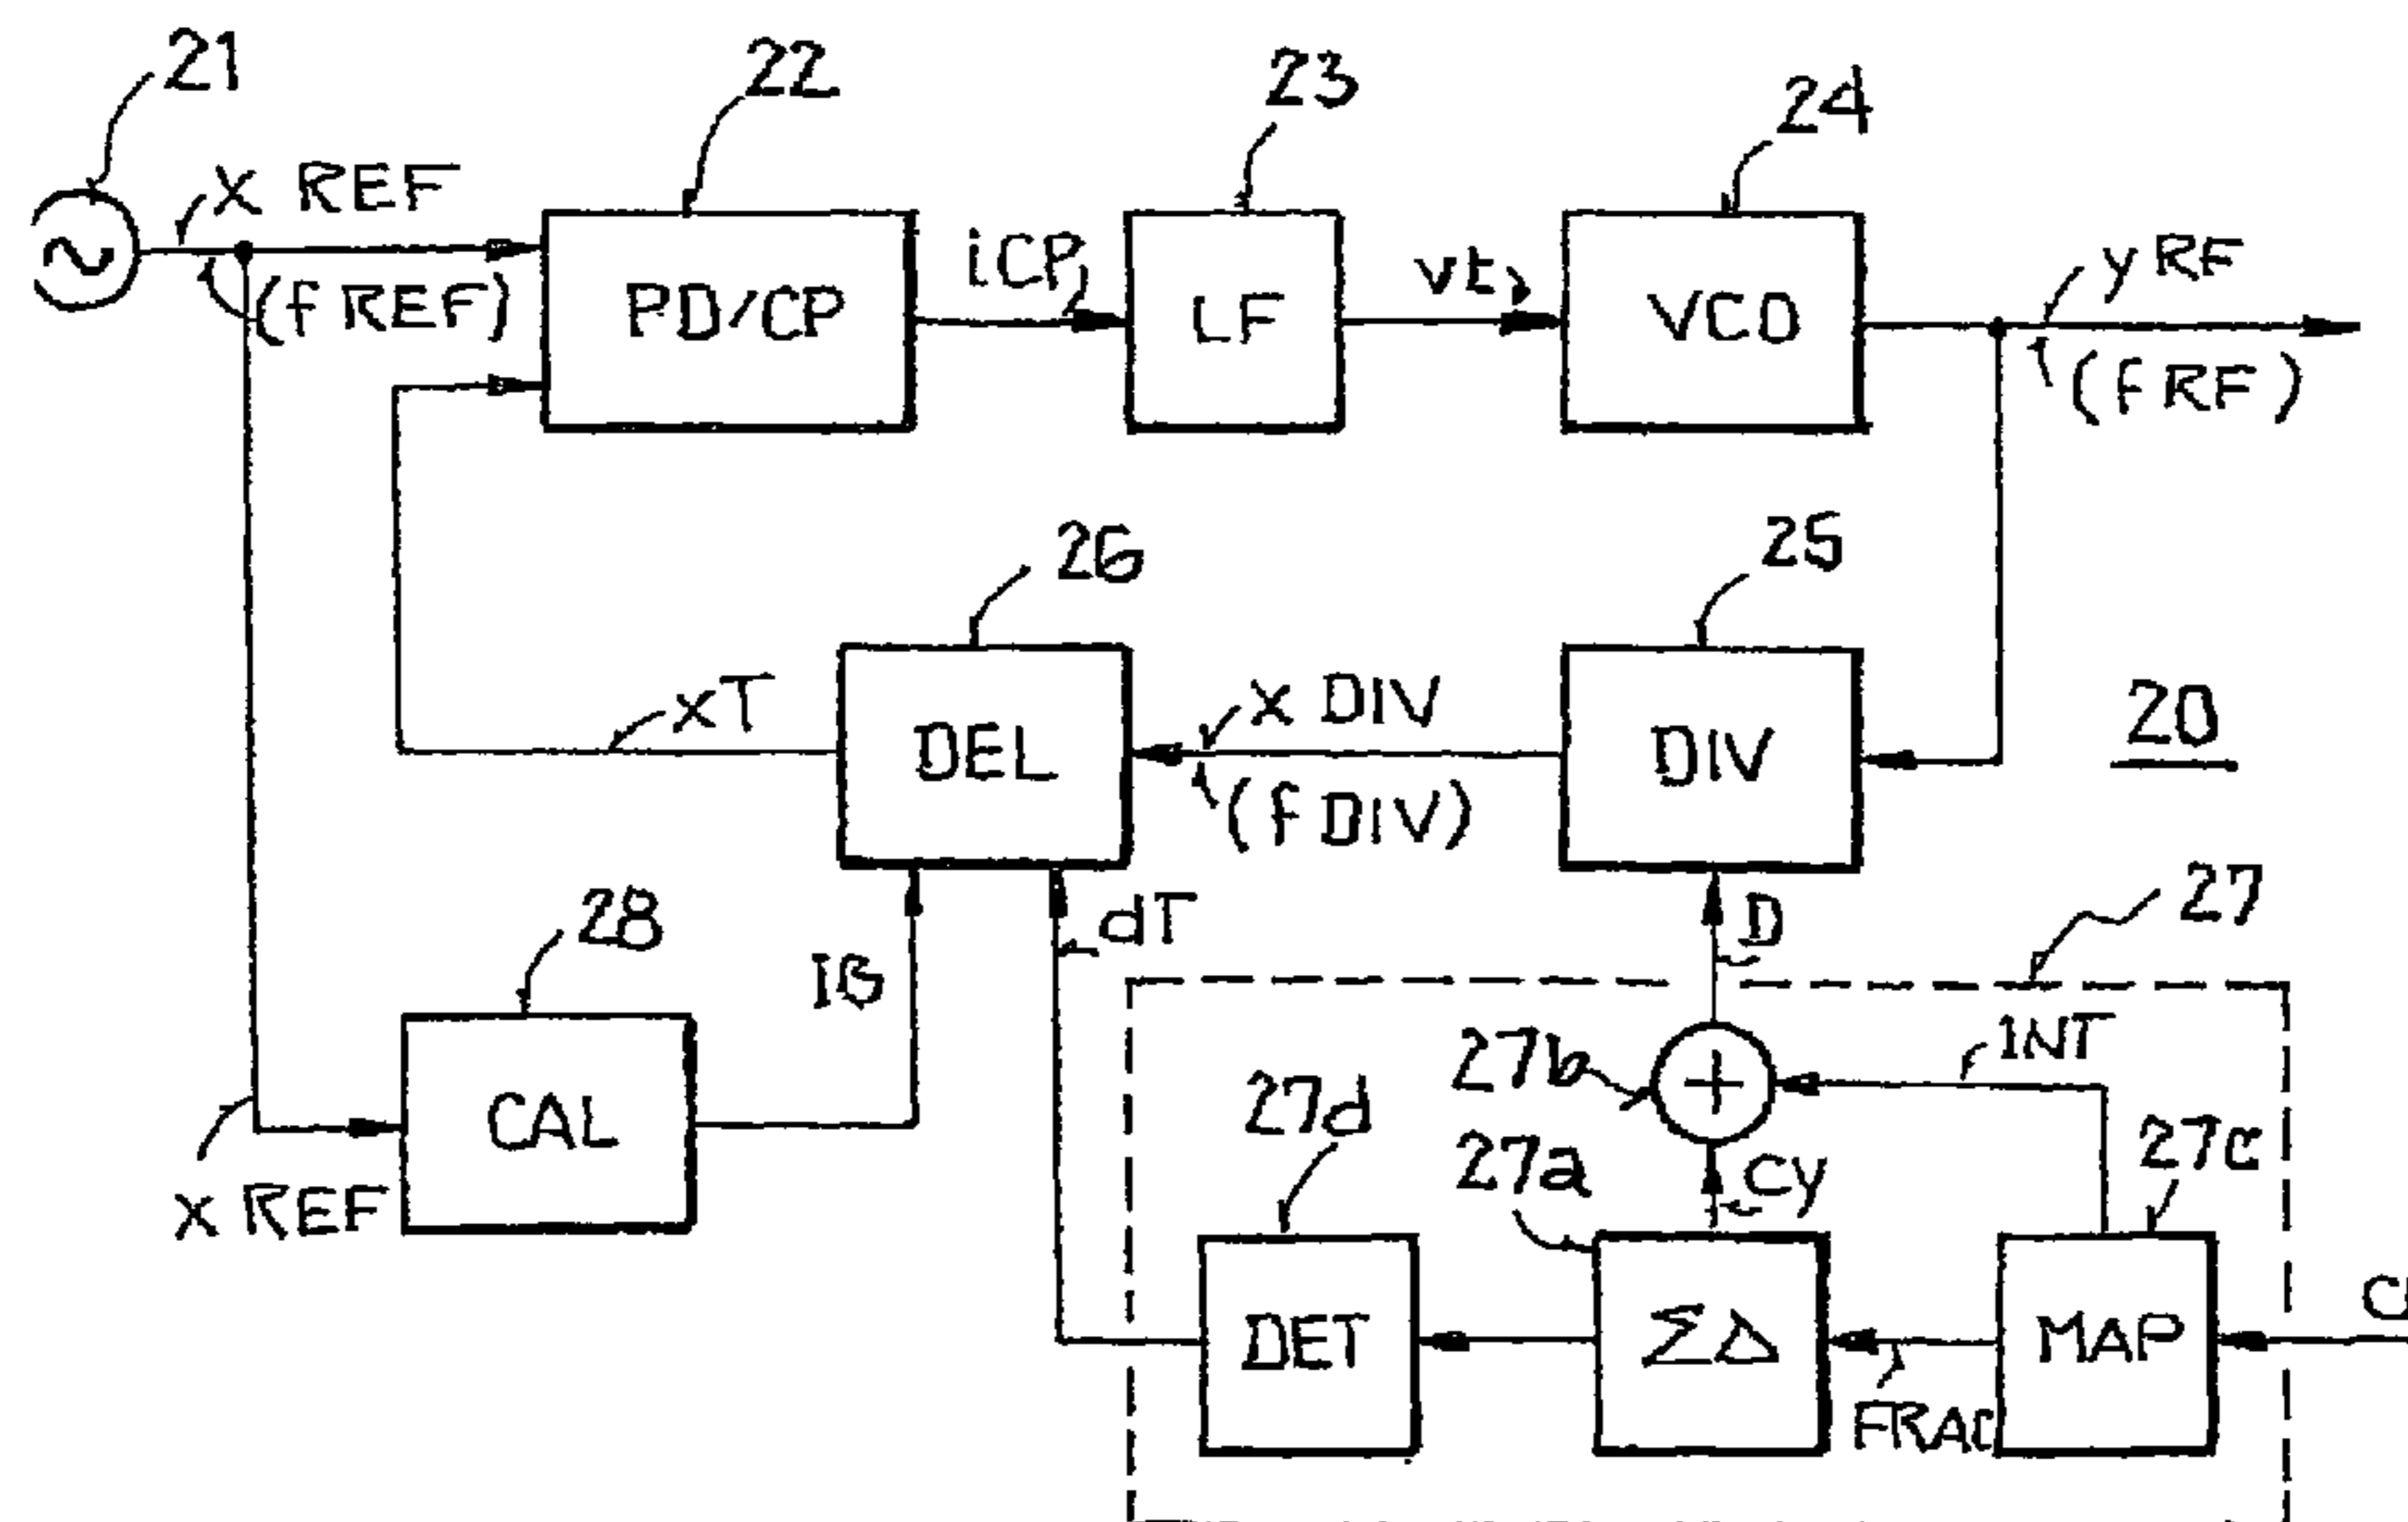 21
22
23
24
x REF
(f REF)
PD/CP
iCP
LF
vt
VCO
y RF
(f RF)
26
25
xT
DEL
x DIV
(f DIV)
DIV
20
28
IB
dT
D
27
CAL
x REF
27d
27b
INT
27a
Cy
27c
DET
ΣΔ
FRAC
MAP